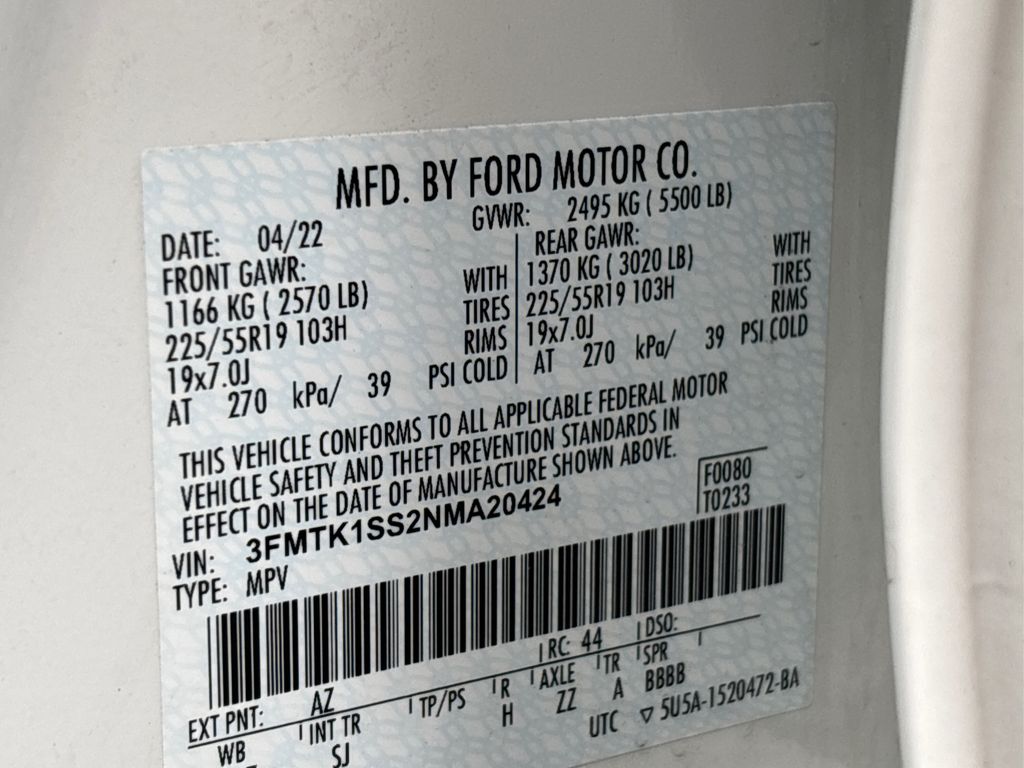 MFD. BY FORD MOTOR CO.
DATE: 04/22 GVWR: 2495 KG ( 5500 LB)
FRONT GAWR: REAR GAWR:
1166 KG ( 2570 LB) WITH 1370 KG ( 3020 LB) WITH
225/55R19 103H TIRES 225/55R19 103H TIRES
19x7.0J RIMS 19x7.0J RIMS
AT 270 kPa/ 39 PSI COLD AT 270 kPa/ 39 PSI COLD
THIS VEHICLE CONFORMS TO ALL APPLICABLE FEDERAL MOTOR
VEHICLE SAFETY AND THEFT PREVENTION STANDARDS IN
EFFECT ON THE DATE OF MANUFACTURE SHOWN ABOVE.
F0080
T0233
VIN: 3FMTK1SS2NMA20424
TYPE: MPV
EXT PNT: AZ RC: 44 DSO:
WB INT TR TP/PS R AXLE TR SPR
SJ H ZZ A BBBB
UTC ▽ 5U5A-1520472-BA